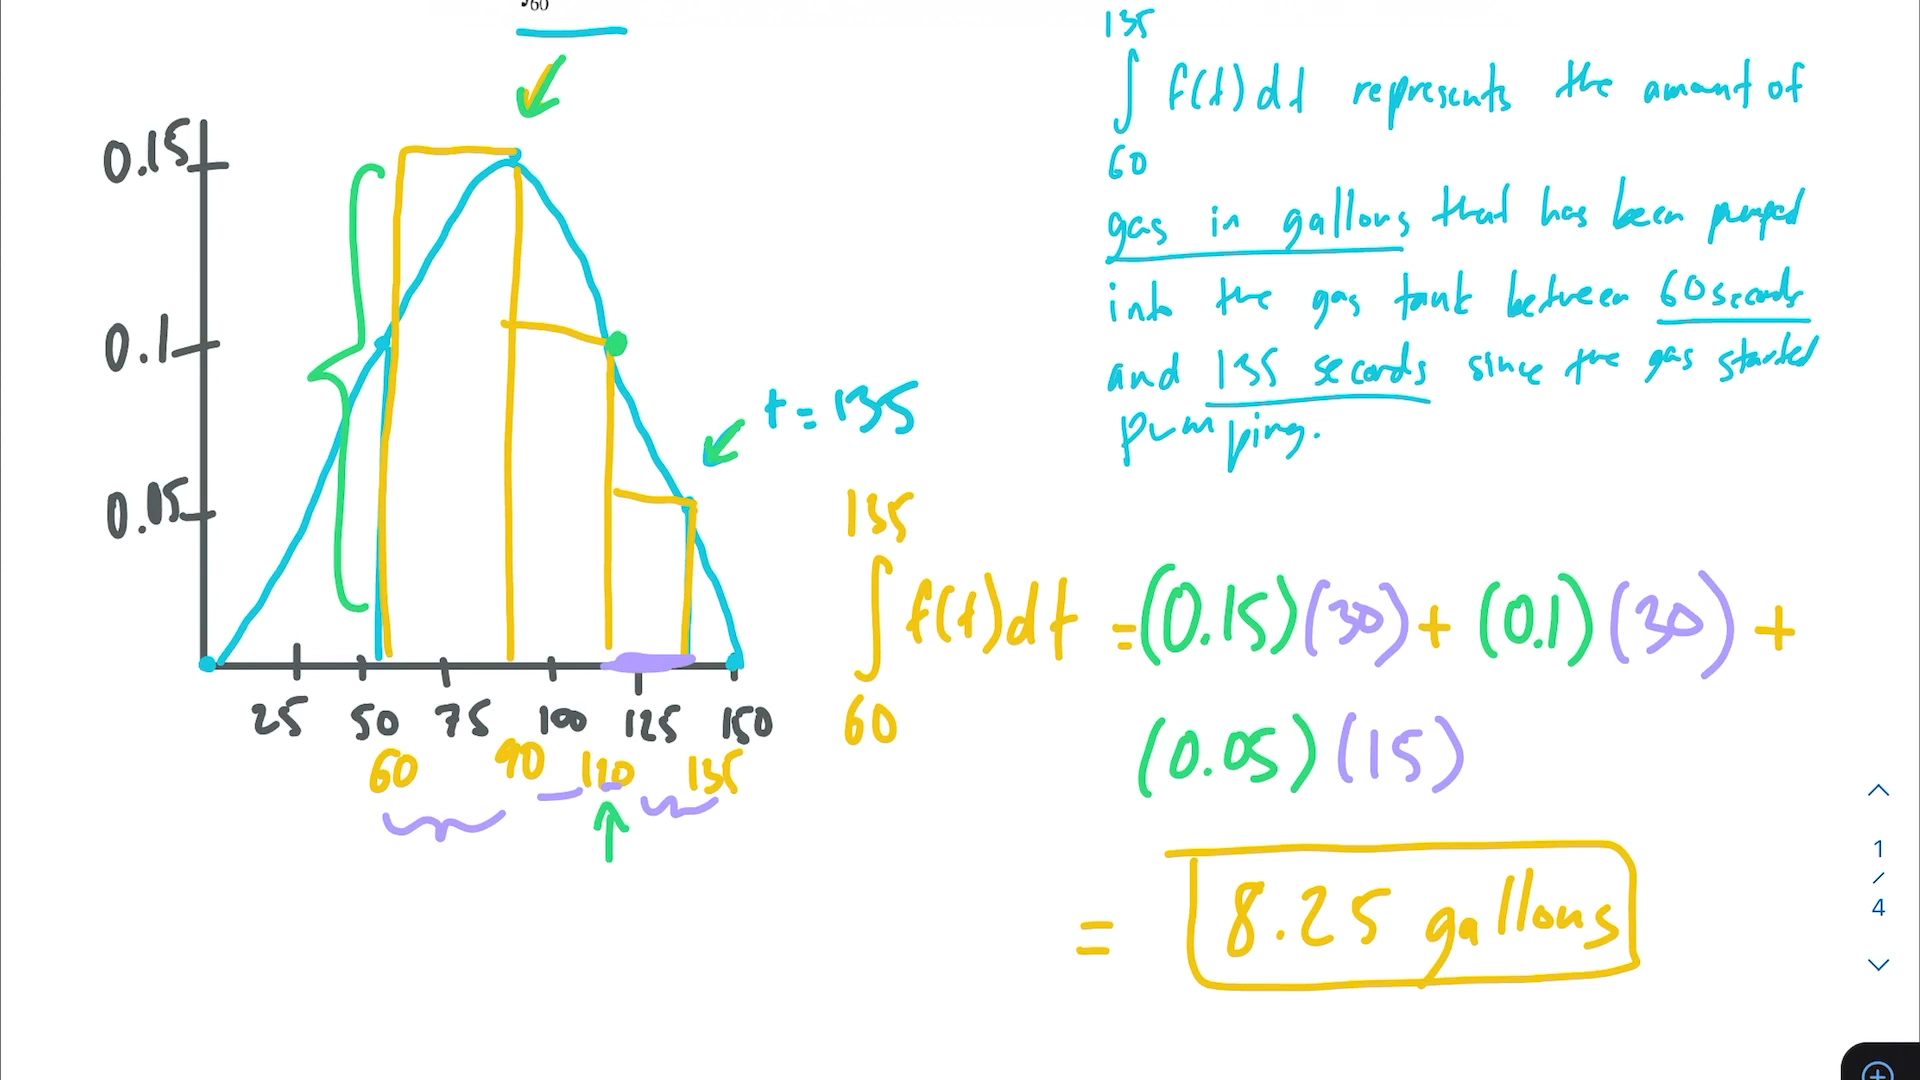 60
135
∫ f(t)dt represents the amount of
60
gas in gallons that has been pumped
into the gas tank between 60 seconds
and 135 seconds since the gas started
pumping.
0.15
0.1
0.05
t = 135
25 50 75 100 125 150
60 90 120 135
135
∫ f(t)dt = (0.15)(30) + (0.1)(30) +
60
(0.05)(15)
= 8.25 gallons
1
/
4